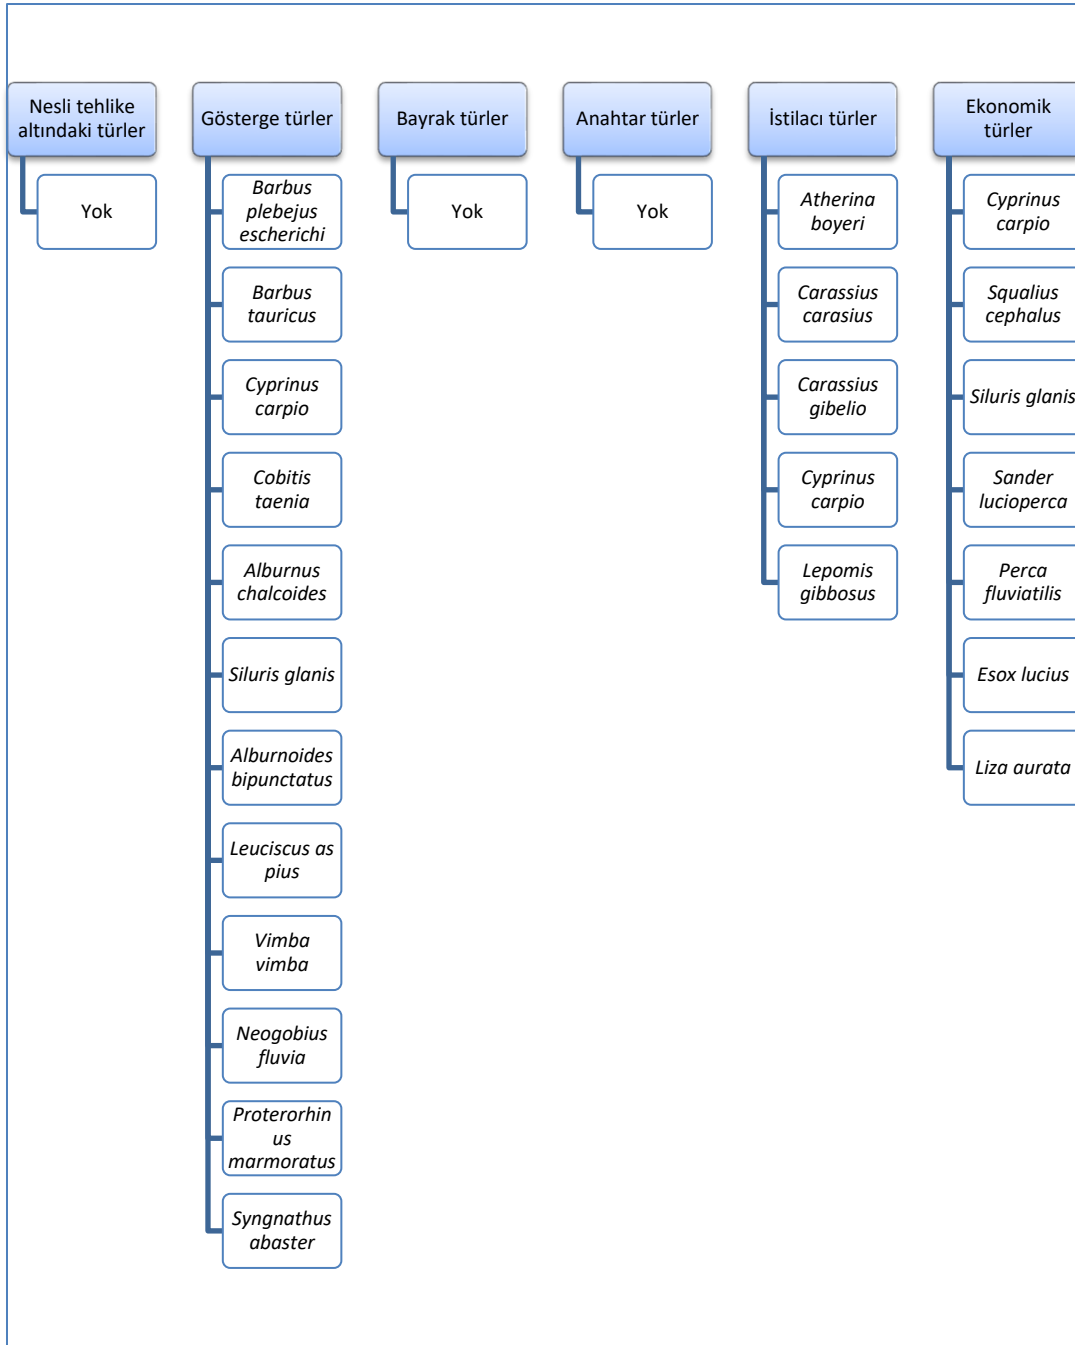 Nesli tehlike
altındaki türler
Yok
Gösterge türler
Barbus
plebejus
escherichi
Barbus
tauricus
Cyprinus
carpio
Cobitis
taenia
Alburnus
chalcoides
Siluris glanis
Alburnoides
bipunctatus
Leuciscus as
pius
Vimba
vimba
Neogobius
fluvia
Proterorhin
us
marmoratus
Syngnathus
abaster
Bayrak türler
Yok
Anahtar türler
Yok
İstilacı türler
Atherina
boyeri
Carassius
carasius
Carassius
gibelio
Cyprinus
carpio
Lepomis
gibbosus
Ekonomik
türler
Cyprinus
carpio
Squalius
cephalus
Siluris glanis
Sander
lucioperca
Perca
fluviatilis
Esox lucius
Liza aurata